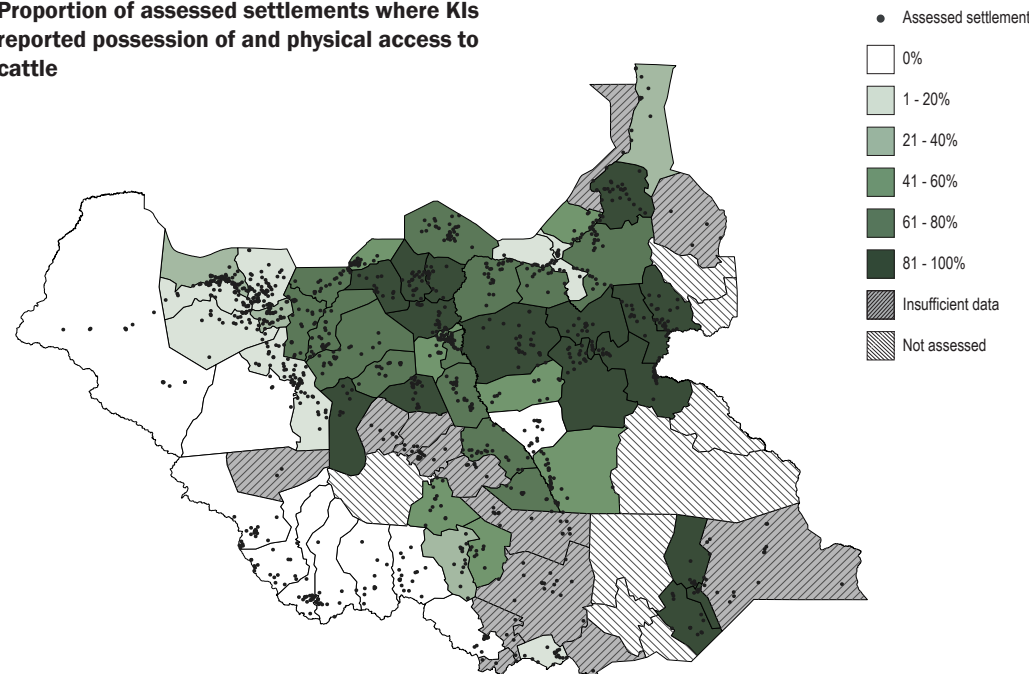 Proportion of assessed settlements where KIs
reported possession of and physical access to
cattle
Assessed settlement
0%
1 - 20%
21 - 40%
41 - 60%
61 - 80%
81 - 100%
Insufficient data
Not assessed